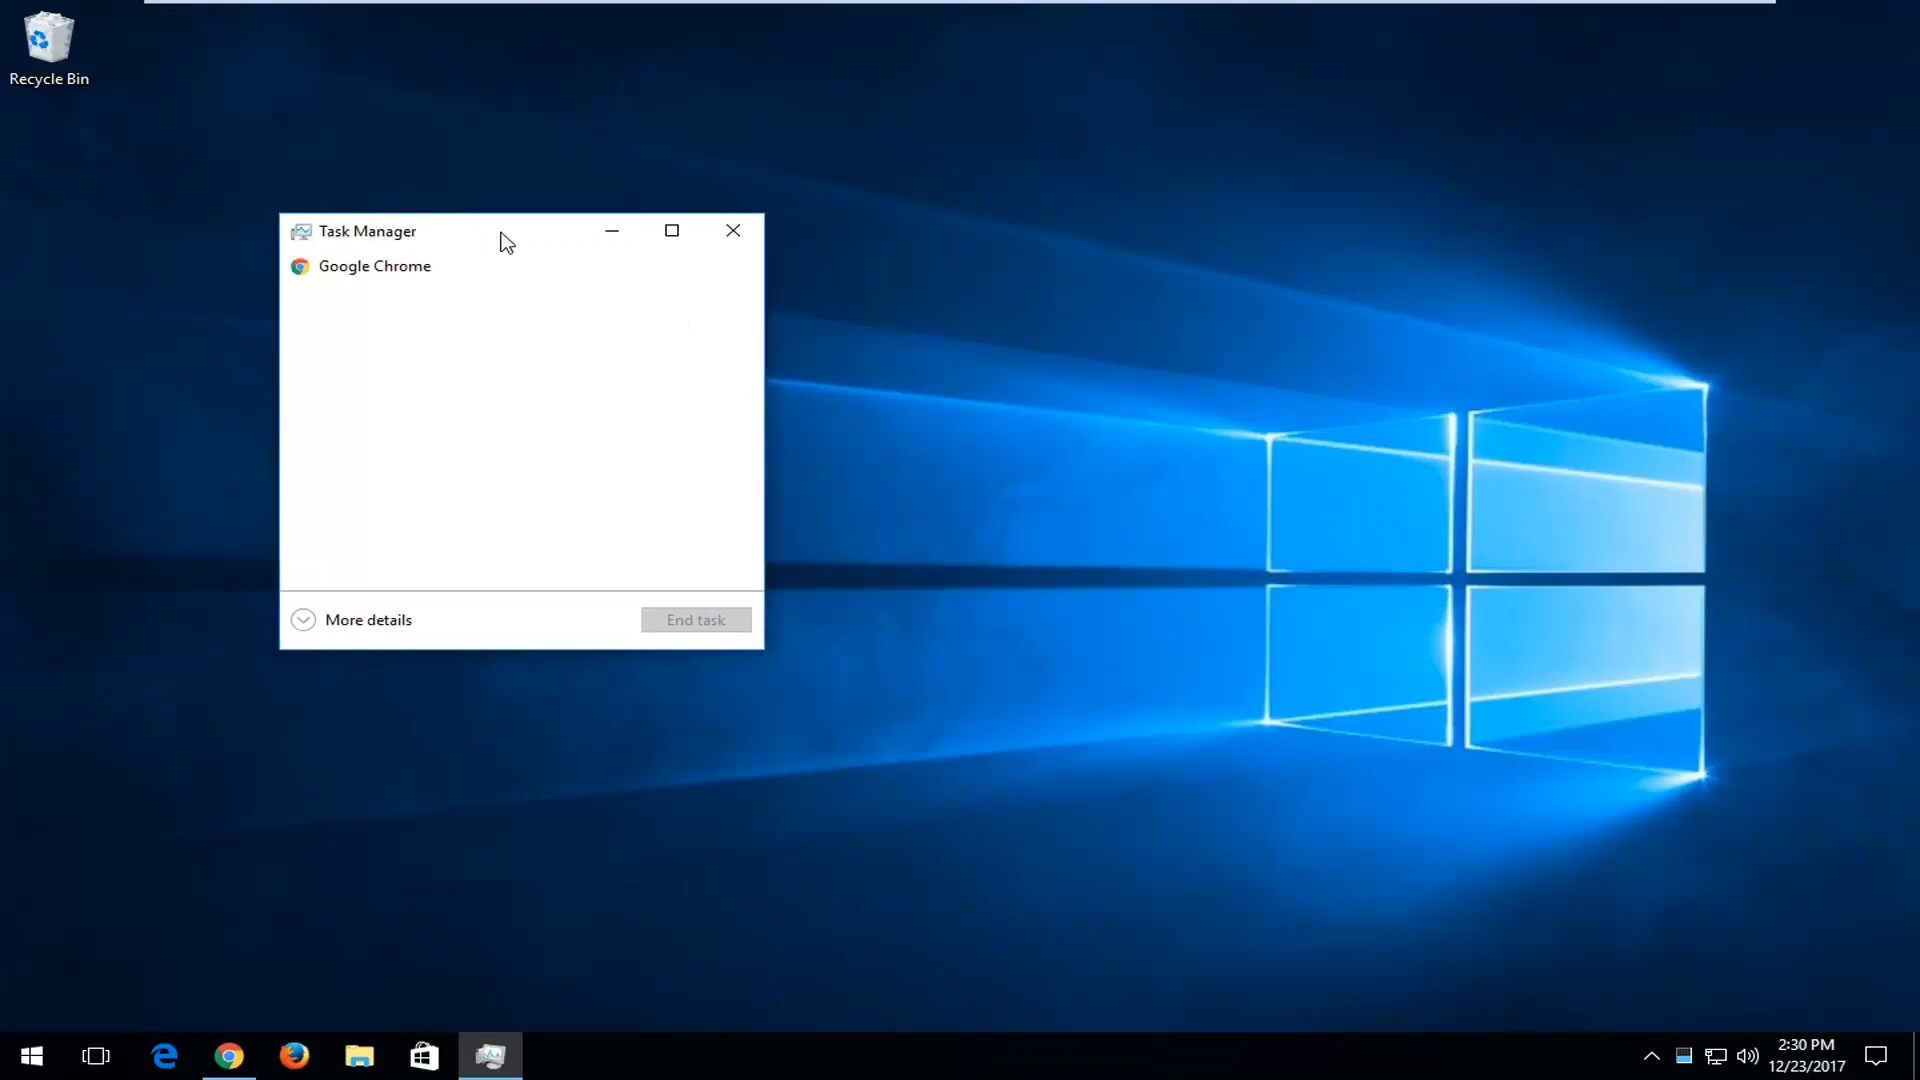 Recycle Bin
Task Manager
Google Chrome
More details
End task
2:30 PM
12/23/2017